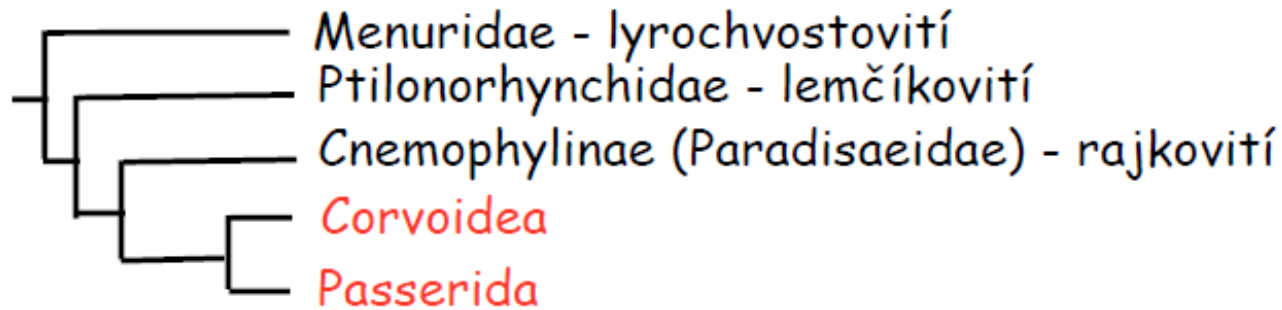 Menuridae - lyrochvostovití
Ptilonorhynchidae - lemčíkovití
Cnemophylinae (Paradisaeidae) - rajkovití
Corvoidea
Passerida